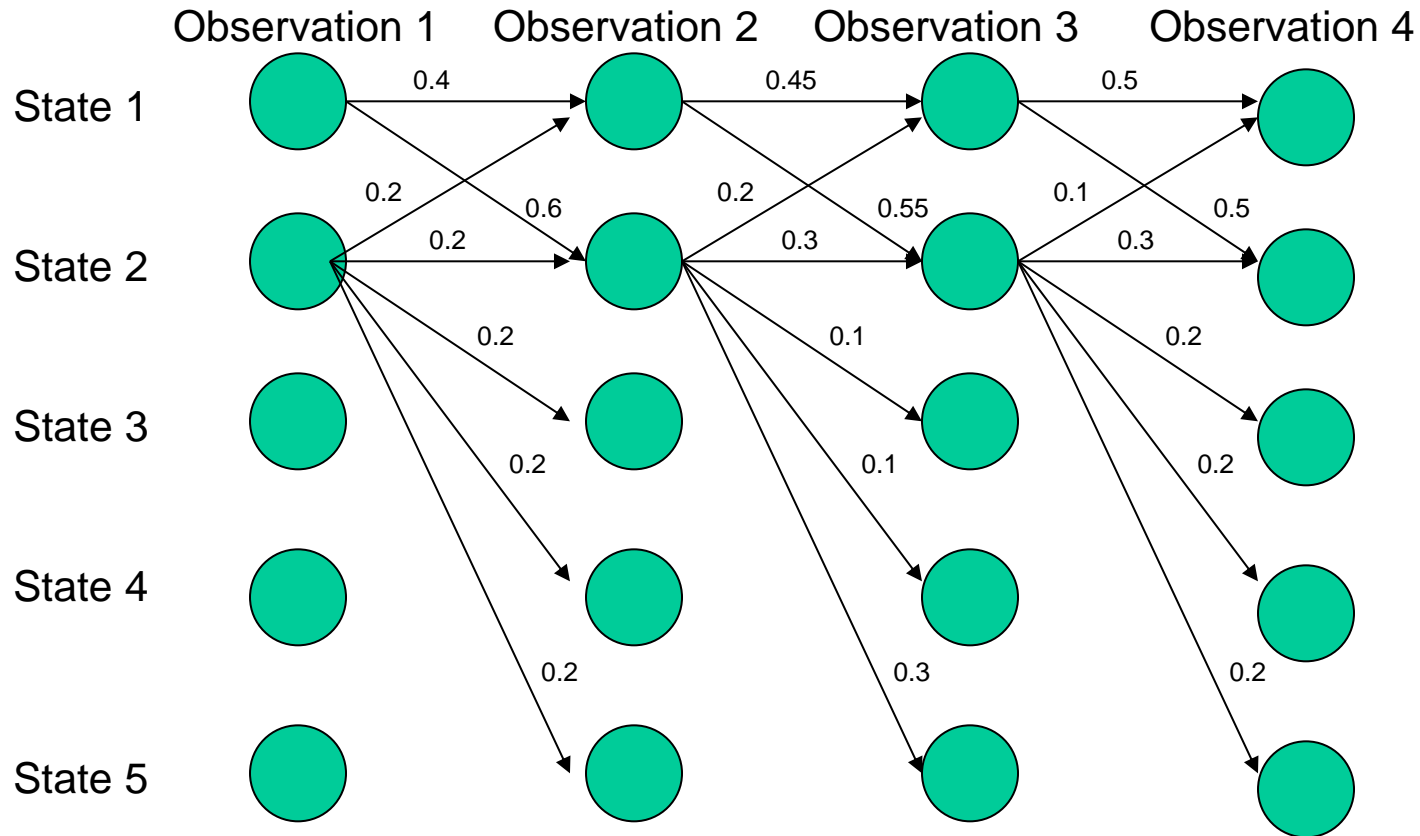 Observation 1 Observation 2 Observation 3 Observation 4
State 1
0.4 0.45 0.5
0.2 0.6 0.2 0.55 0.1 0.5
State 2
0.2 0.3 0.3
0.2 0.1 0.2
State 3
0.2 0.1 0.2
State 4
0.2 0.3 0.2
State 5